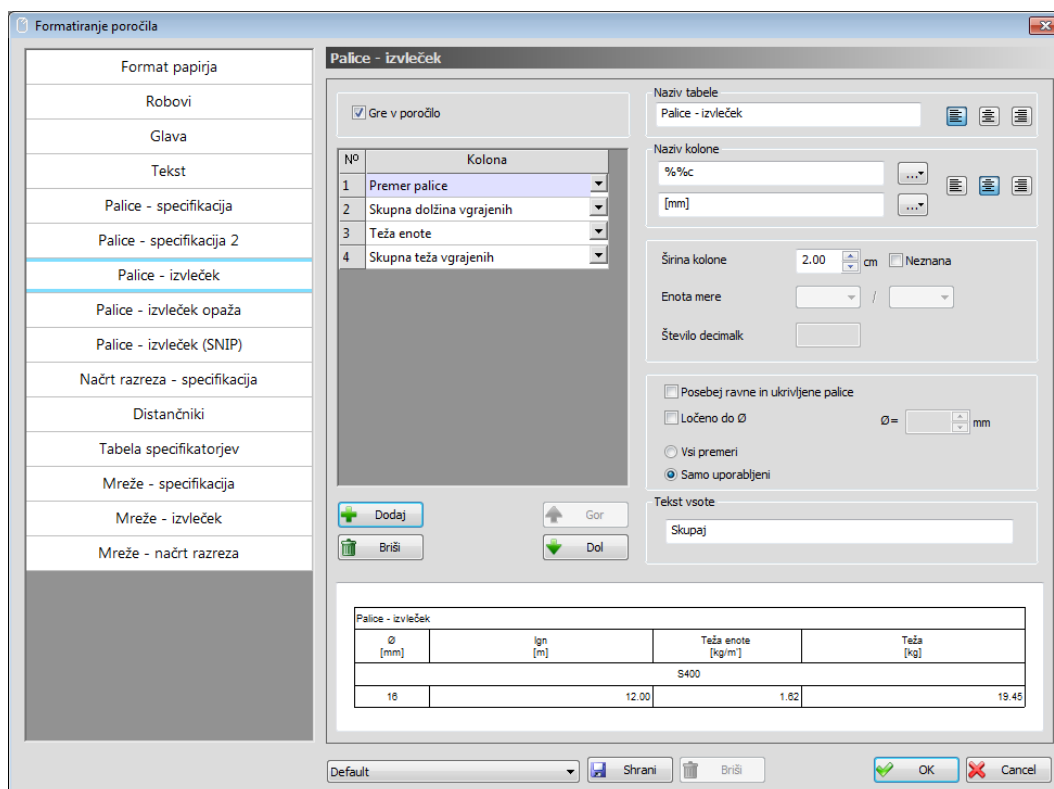 Formatiranje poročila
Format papirja
Robovi
Glava
Tekst
Palice - specifikacija
Palice - specifikacija 2
Palice - izvleček
Palice - izvleček opaža
Palice - izvleček (SNIP)
Načrt razreza - specifikacija
Distančniki
Tabela specifikatorjev
Mreže - specifikacija
Mreže - izvleček
Mreže - načrt razreza
Palice - izvleček
Gre v poročilo
Nº Kolona
1 Premer palice
2 Skupna dolžina vgrajenih
3 Teža enote
4 Skupna teža vgrajenih
Dodaj Gor
Briši Dol
Naziv tabele
Palice - izvleček
Naziv kolone
%%c ...
[mm] ...
Širina kolone 2.00 cm Neznana
Enota mere /
Število decimalk
Posebej ravne in ukrivljene palice
Ločeno do Ø Ø= mm
Vsi premeri
Samo uporabljeni
Tekst vsote
Skupaj
Palice - izvleček
Ø lgn Teža enote Teža
[mm] [m] [kg/m'] [kg]
S400
16 12.00 1.62 19.45
Default Shrani Briši OK Cancel